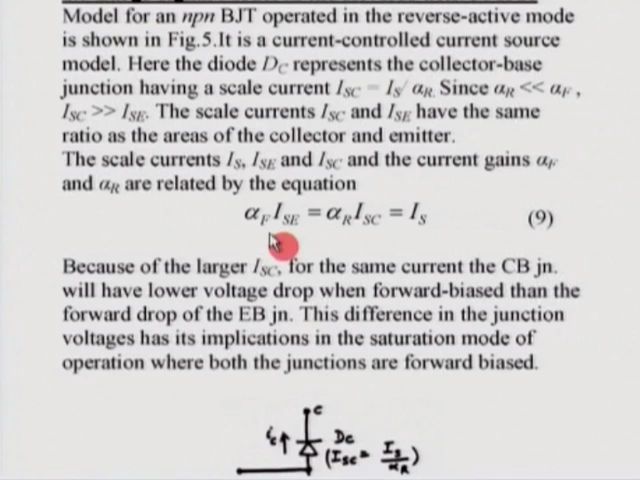 Model for an npn BJT operated in the reverse-active mode
is shown in Fig.5.It is a current-controlled current source
model. Here the diode D_C represents the collector-base
junction having a scale current I_SC = I_S/ α_R. Since α_R << α_F ,
I_SC >> I_SE. The scale currents I_SC and I_SE have the same
ratio as the areas of the collector and emitter.
The scale currents I_S, I_SE and I_SC and the current gains α_F
and α_R are related by the equation
α_F I_SE = α_R I_SC = I_S (9)
Because of the larger I_SC, for the same current the CB jn.
will have lower voltage drop when forward-biased than the
forward drop of the EB jn. This difference in the junction
voltages has its implications in the saturation mode of
operation where both the junctions are forward biased.
C
i_C D_C
(I_SC = I_S/α_R)